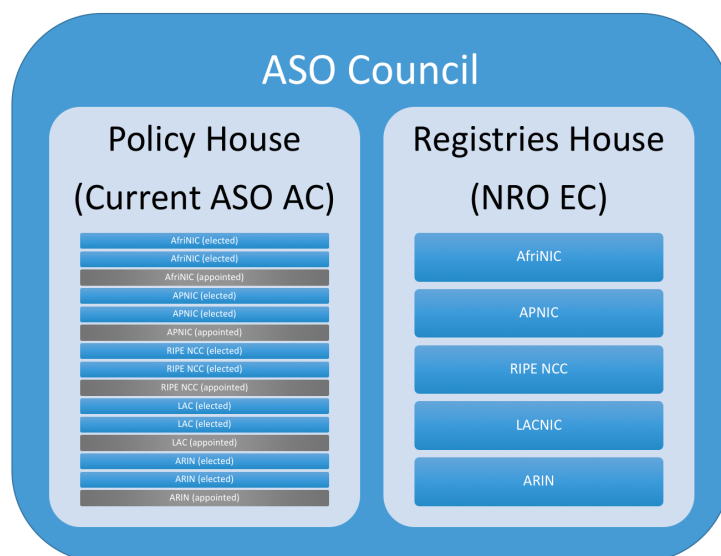 ASO Council
Policy House
(Current ASO AC)
AfriNIC (elected)
AfriNIC (elected)
AfriNIC (appointed)
APNIC (elected)
APNIC (elected)
APNIC (appointed)
RIPE NCC (elected)
RIPE NCC (elected)
RIPE NCC (appointed)
LAC (elected)
LAC (elected)
LAC (appointed)
ARIN (elected)
ARIN (elected)
ARIN (appointed)
Registries House
(NRO EC)
AfriNIC
APNIC
RIPE NCC
LACNIC
ARIN